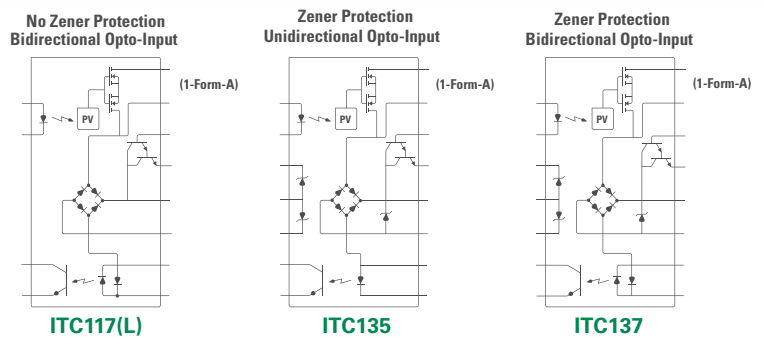 No Zener Protection
Bidirectional Opto-Input
(1-Form-A)
PV
ITC117(L)
Zener Protection
Unidirectional Opto-Input
(1-Form-A)
PV
ITC135
Zener Protection
Bidirectional Opto-Input
(1-Form-A)
PV
ITC137